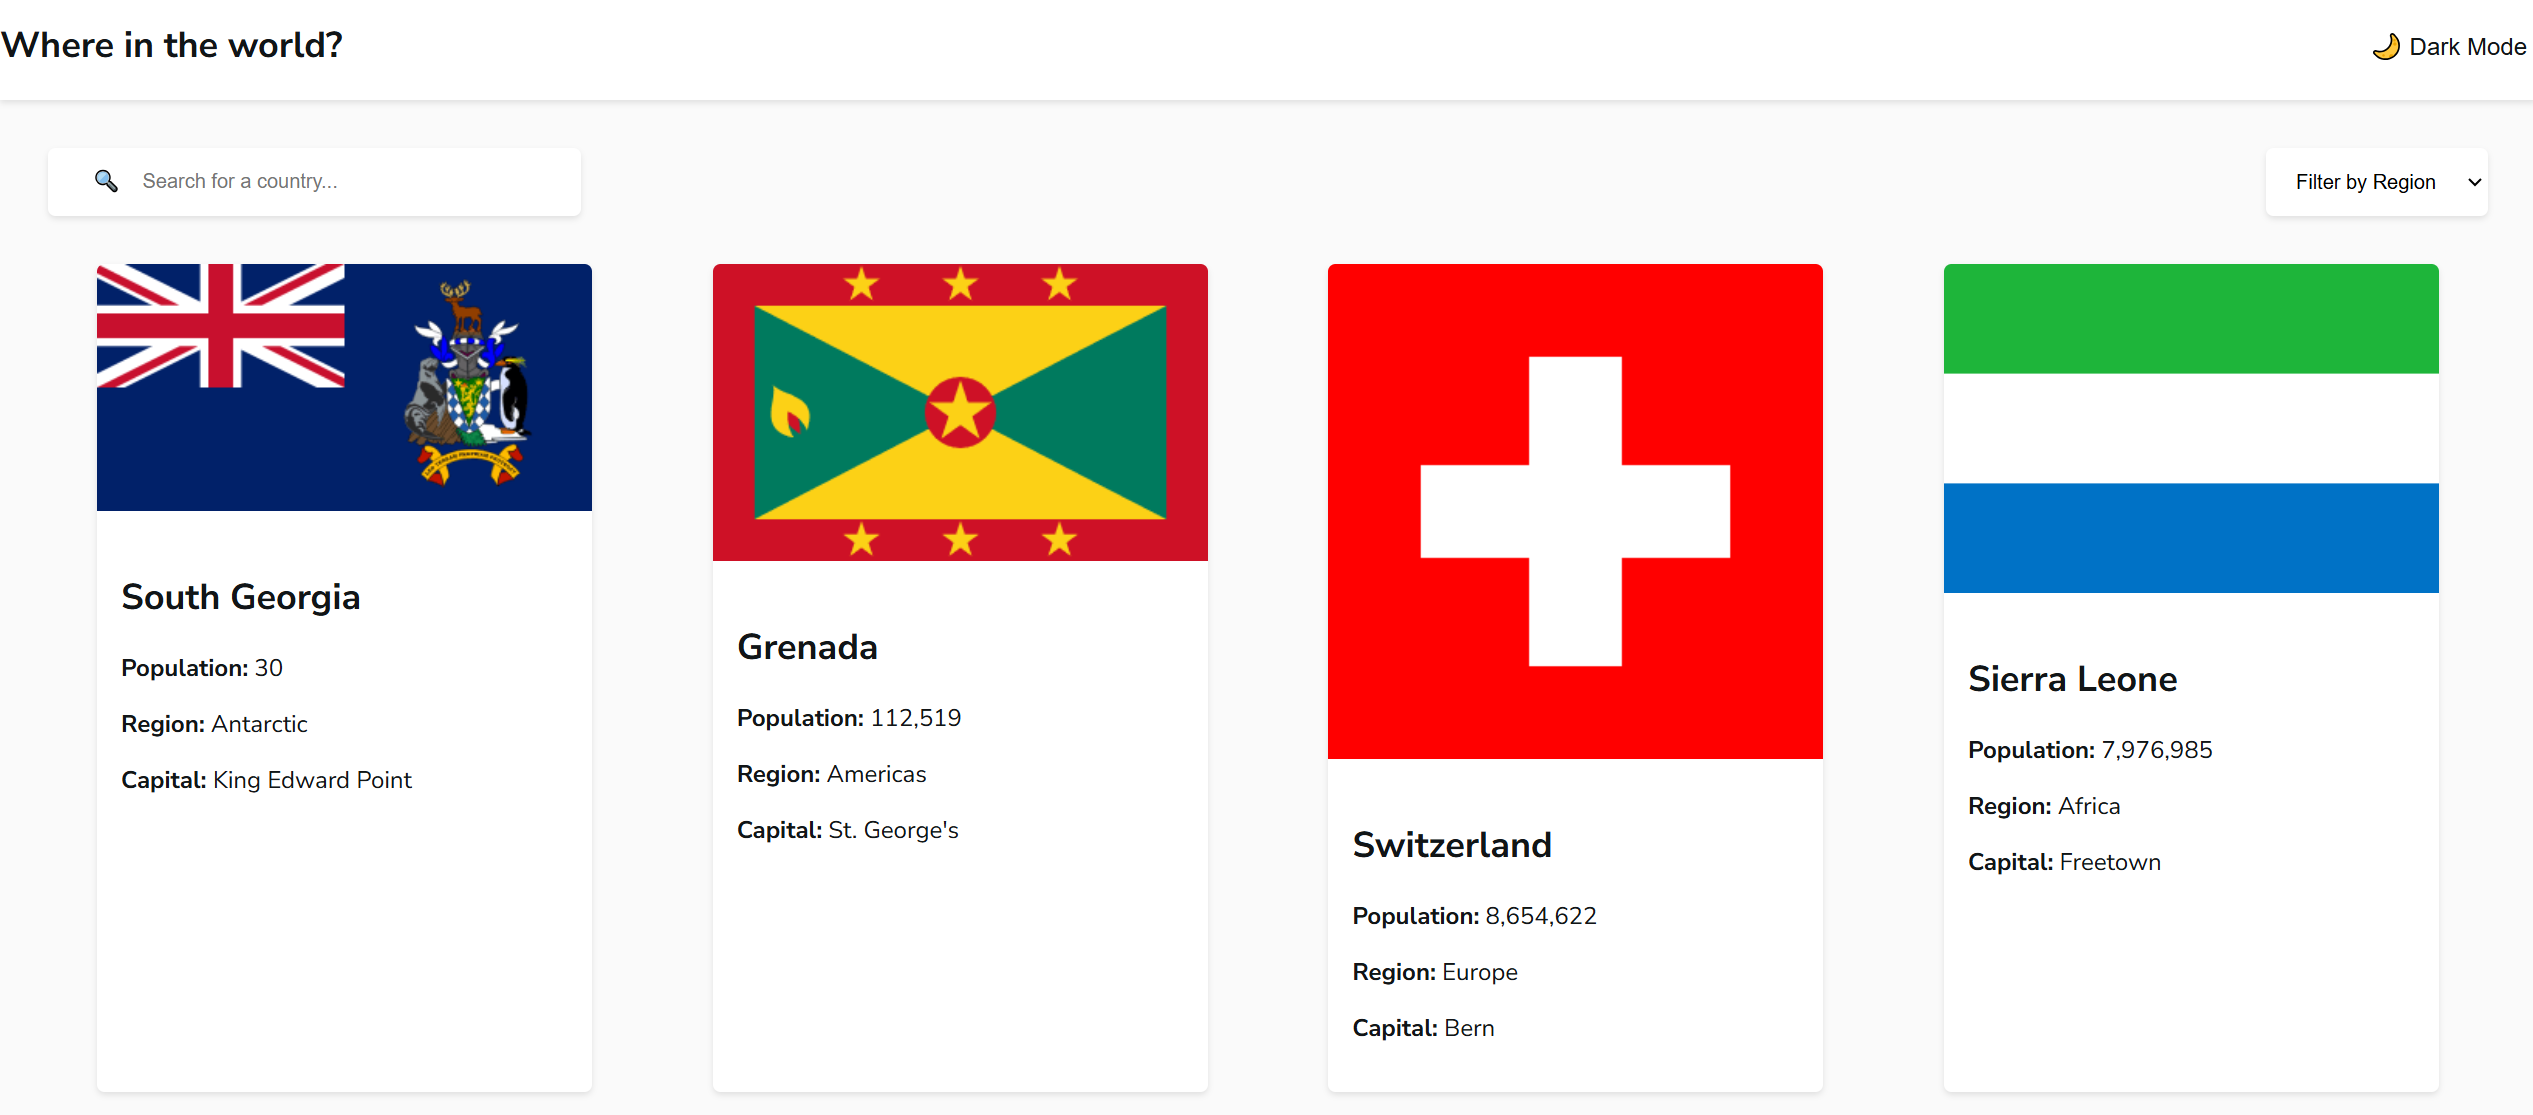 Where in the world?
🌙 Dark Mode
🔍 Search for a country...
Filter by Region
South Georgia
Population: 30
Region: Antarctic
Capital: King Edward Point
Grenada
Population: 112,519
Region: Americas
Capital: St. George's
Switzerland
Population: 8,654,622
Region: Europe
Capital: Bern
Sierra Leone
Population: 7,976,985
Region: Africa
Capital: Freetown